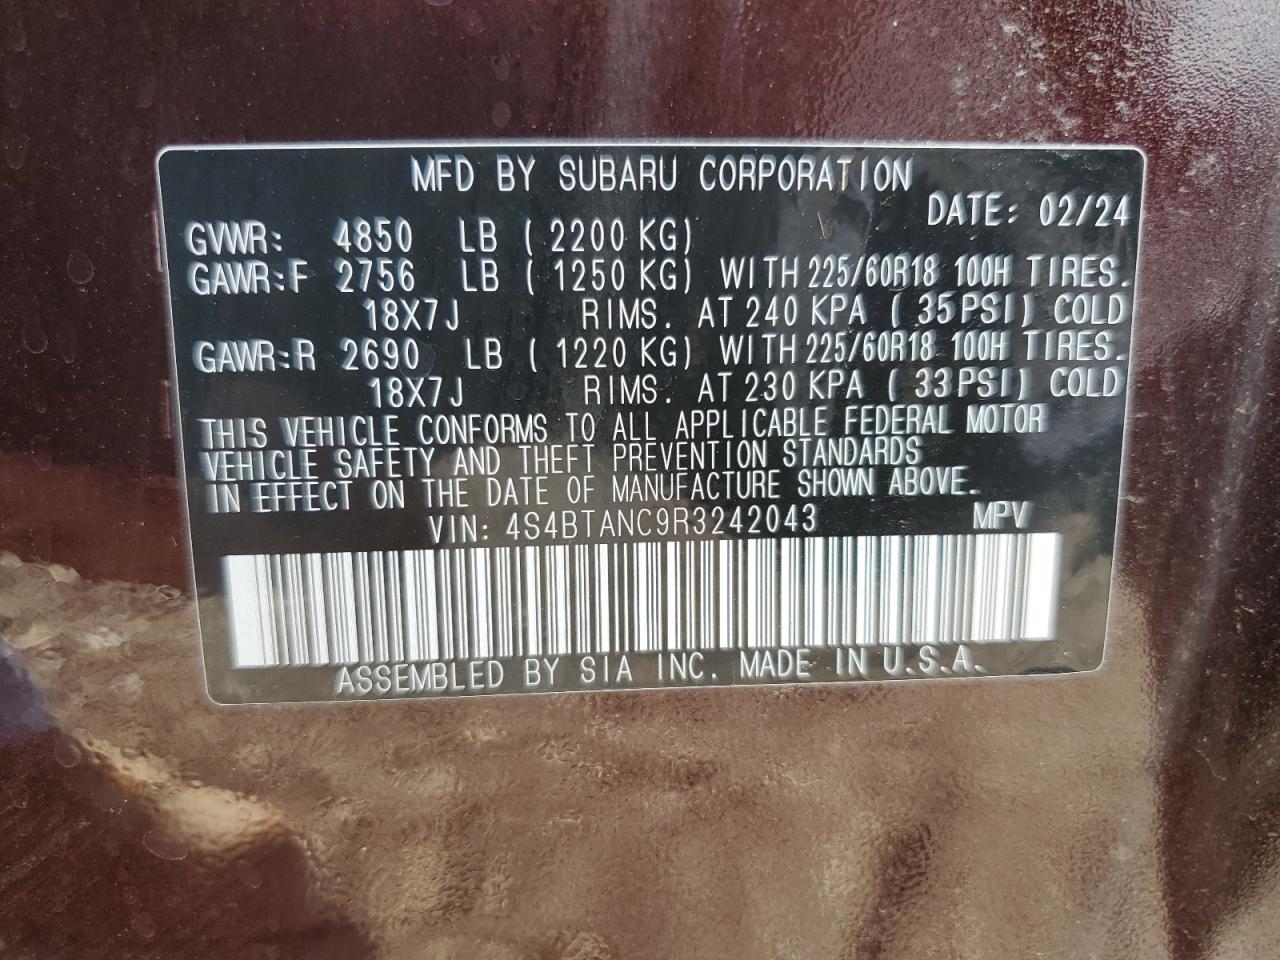 MFD BY SUBARU CORPORATION
DATE: 02/24
GVWR: 4850 LB ( 2200 KG)
GAWR:F 2756 LB ( 1250 KG) WITH 225/60R18 100H TIRES.
18X7J RIMS. AT 240 KPA ( 35 PSI) COLD
GAWR:R 2690 LB ( 1220 KG) WITH 225/60R18 100H TIRES.
18X7J RIMS. AT 230 KPA ( 33 PSI) COLD
THIS VEHICLE CONFORMS TO ALL APPLICABLE FEDERAL MOTOR
VEHICLE SAFETY AND THEFT PREVENTION STANDARDS
IN EFFECT ON THE DATE OF MANUFACTURE SHOWN ABOVE.
VIN: 4S4BTANC9R3242043 MPV
ASSEMBLED BY SIA INC. MADE IN U.S.A.